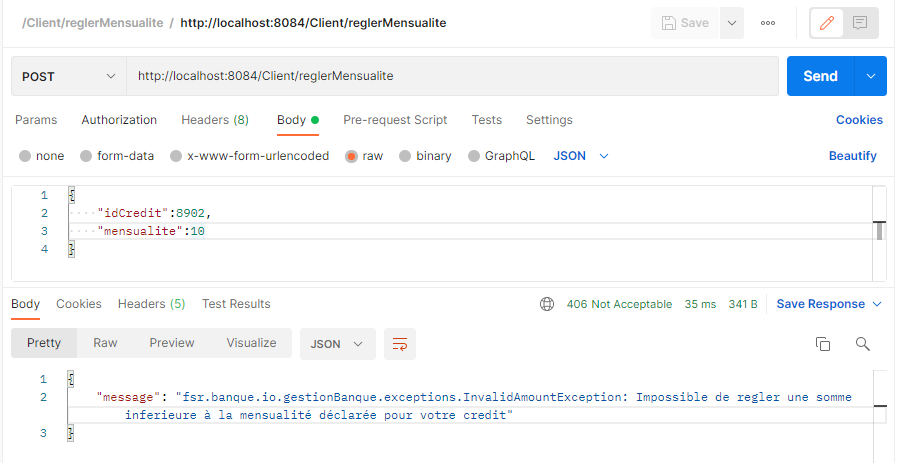 /Client/reglerMensualite / http://localhost:8084/Client/reglerMensualite Save
POST http://localhost:8084/Client/reglerMensualite Send
Params Authorization Headers (8) Body Pre-request Script Tests Settings Cookies
none form-data x-www-form-urlencoded raw binary GraphQL JSON Beautify
1 {
2 "idCredit":8902,
3 "mensualite":10
4 }
Body Cookies Headers (5) Test Results 406 Not Acceptable 35 ms 341 B Save Response
Pretty Raw Preview Visualize JSON
1 {
2 "message": "fsr.banque.io.gestionBanque.exceptions.InvalidAmountException: Impossible de regler une somme
inferieure à la mensualité déclarée pour votre credit"
3 }